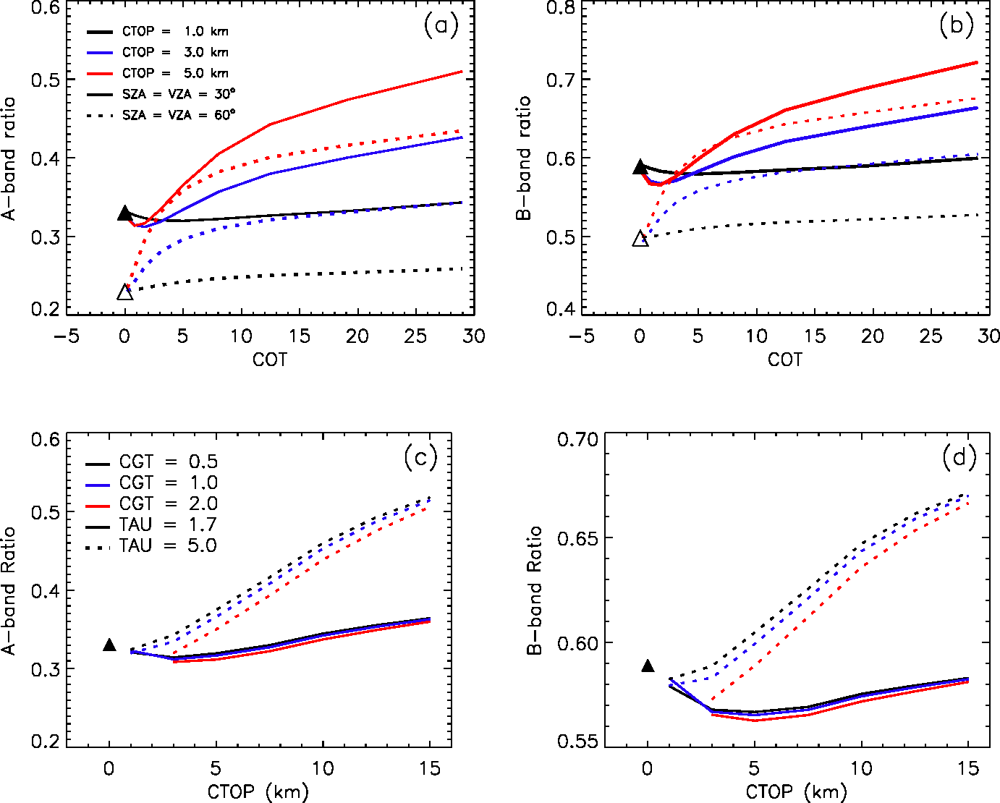 (a)
0.6
0.5
0.4
0.3
0.2
A-band ratio
CTOP = 1.0 km
CTOP = 3.0 km
CTOP = 5.0 km
SZA = VZA = 30°
SZA = VZA = 60°
-5 0 5 10 15 20 25 30
COT
(b)
0.8
0.7
0.6
0.5
0.4
B-band ratio
-5 0 5 10 15 20 25 30
COT
(c)
0.6
0.5
0.4
0.3
0.2
A-band Ratio
CGT = 0.5
CGT = 1.0
CGT = 2.0
TAU = 1.7
TAU = 5.0
0 5 10 15
CTOP (km)
(d)
0.70
0.65
0.60
0.55
B-band Ratio
0 5 10 15
CTOP (km)